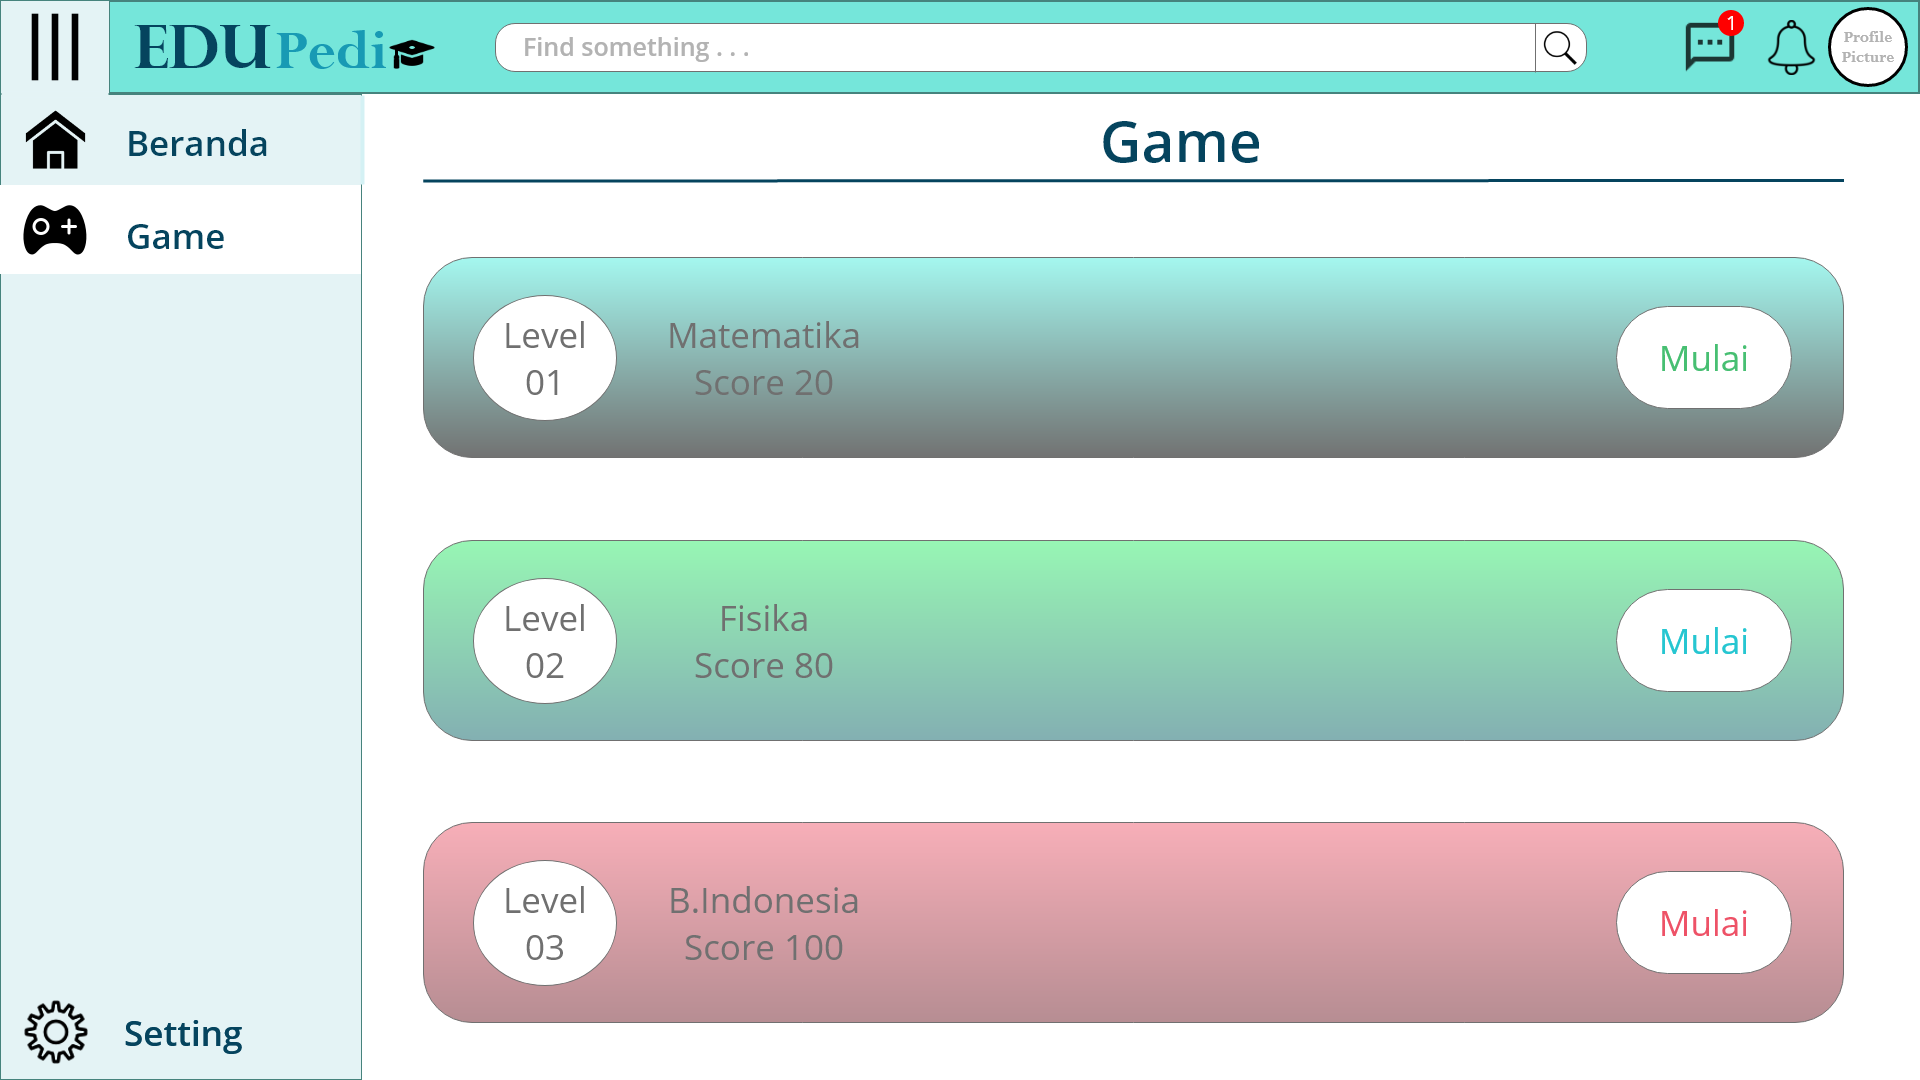 EDUPedi
Find something . . .
1
Profile
Picture
Beranda
Game
Setting
Game
Level
01
Matematika
Score 20
Mulai
Level
02
Fisika
Score 80
Mulai
Level
03
B.Indonesia
Score 100
Mulai